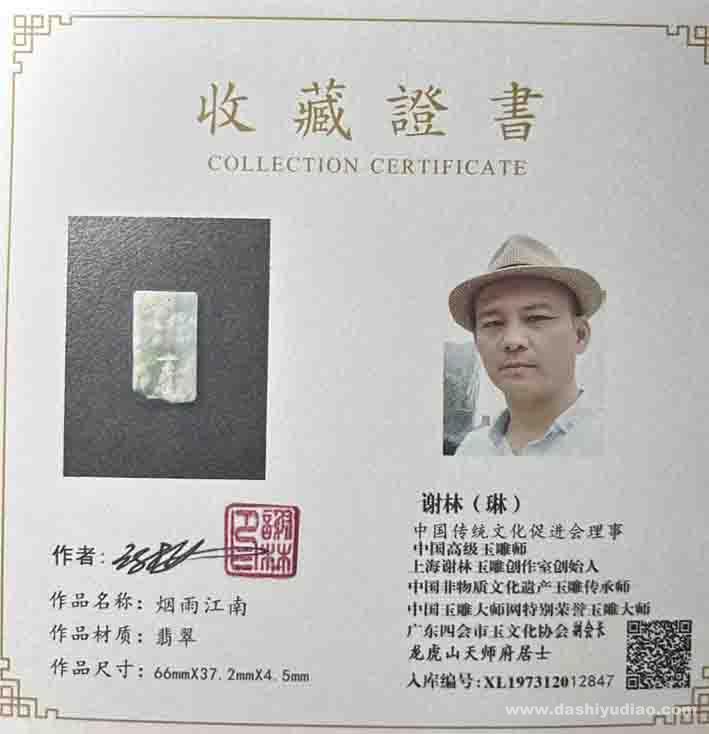 收藏證書
COLLECTION CERTIFICATE
作者:
謝林
作品名称: 烟雨江南
作品材质: 翡翠
作品尺寸: 66mmX37.2mmX4.5mm
谢林（琳）
中国传统文化促进会理事
中国高级玉雕师
上海谢林玉雕创作室创始人
中国非物质文化遗产玉雕传承师
中国玉雕大师网特别荣誉玉雕大师
广东四会市玉文化协会副会长
龙虎山天师府居士
入库编号: XL197312012847
www.dashiyudiao.com